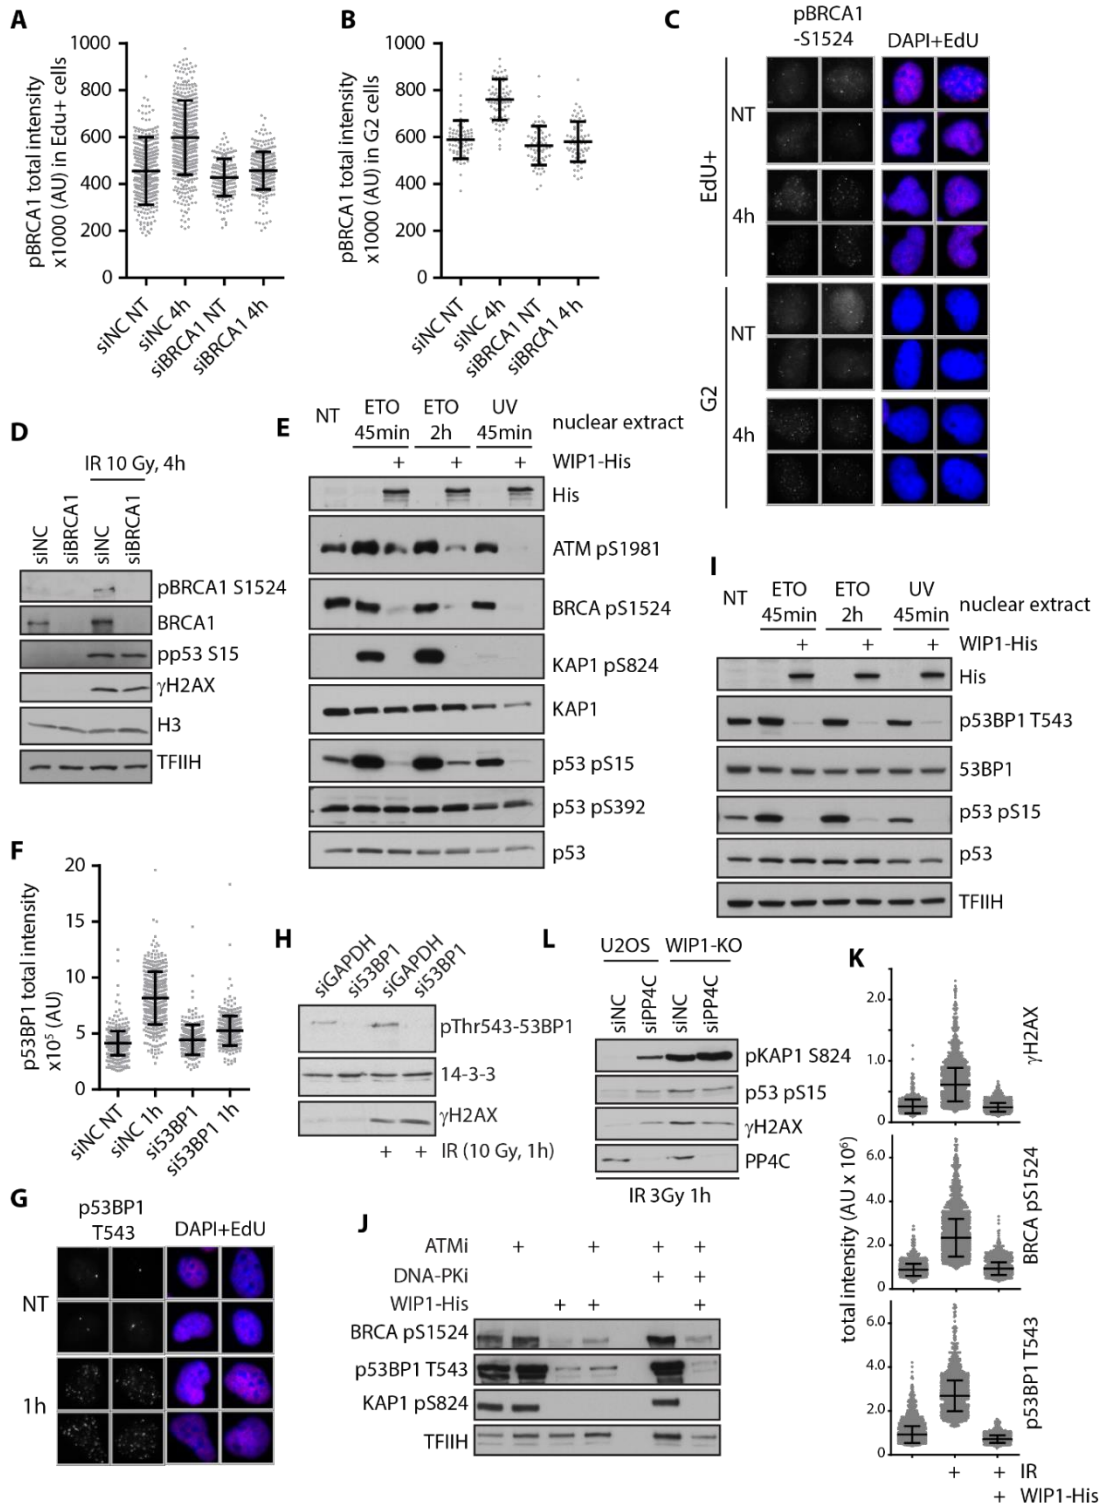 A
pBRCA1 total intensity
x1000 (AU) in Edu+ cells
1000
800
600
400
200
0
siNC NT
siNC 4h
siBRCA1 NT
siBRCA1 4h
B
pBRCA1 total intensity
x1000 (AU) in G2 cells
1000
800
600
400
200
0
siNC NT
siNC 4h
siBRCA1 NT
siBRCA1 4h
C
pBRCA1
-S1524
DAPI+EdU
EdU+
NT
4h
G2
NT
4h
D
IR 10 Gy, 4h
siNC
siBRCA1
siNC
siBRCA1
pBRCA1 S1524
BRCA1
pp53 S15
γH2AX
H3
TFIIH
E
NT
ETO
45min
ETO
2h
UV
45min
nuclear extract
+ + + WIP1-His
His
ATM pS1981
BRCA pS1524
KAP1 pS824
KAP1
p53 pS15
p53 pS392
p53
F
p53BP1 total intensity
x10⁵ (AU)
20
15
10
5
0
siNC NT
siNC 1h
si53BP1
si53BP1 1h
G
p53BP1
T543
DAPI+EdU
NT
1h
H
siGAPDH
si53BP1
siGAPDH
si53BP1
pThr543-53BP1
14-3-3
γH2AX
+ + IR (10 Gy, 1h)
I
NT
ETO
45min
ETO
2h
UV
45min
nuclear extract
+ + + WIP1-His
His
p53BP1 T543
53BP1
p53 pS15
p53
TFIIH
L
U2OS WIP1-KO
siNC
siPP4C
siNC
siPP4C
pKAP1 S824
p53 pS15
γH2AX
PP4C
IR 3Gy 1h
J
ATMi + + + +
DNA-PKi + +
WIP1-His + + +
BRCA pS1524
p53BP1 T543
KAP1 pS824
TFIIH
K
total intensity (AU x 10⁶)
2.0
1.0
0
γH2AX
6.0
4.0
2.0
0
BRCA pS1524
6.0
4.0
2.0
0
p53BP1 T543
+ + IR
+ WIP1-His